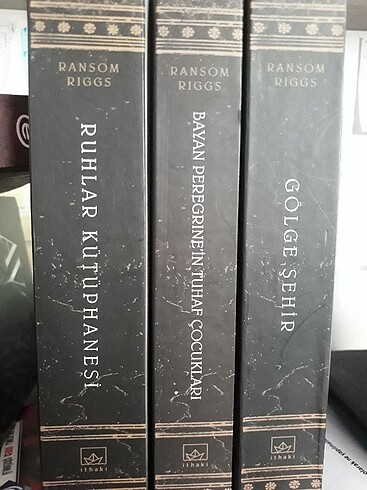 RANSOM
RIGGS
RUHLAR KÜTÜPHANESİ
ithaki
RANSOM
RIGGS
BAYAN PEREGRINE'İN TUHAF ÇOCUKLARI
ithaki
RANSOM
RIGGS
GÖLGE ŞEHİR
ithaki